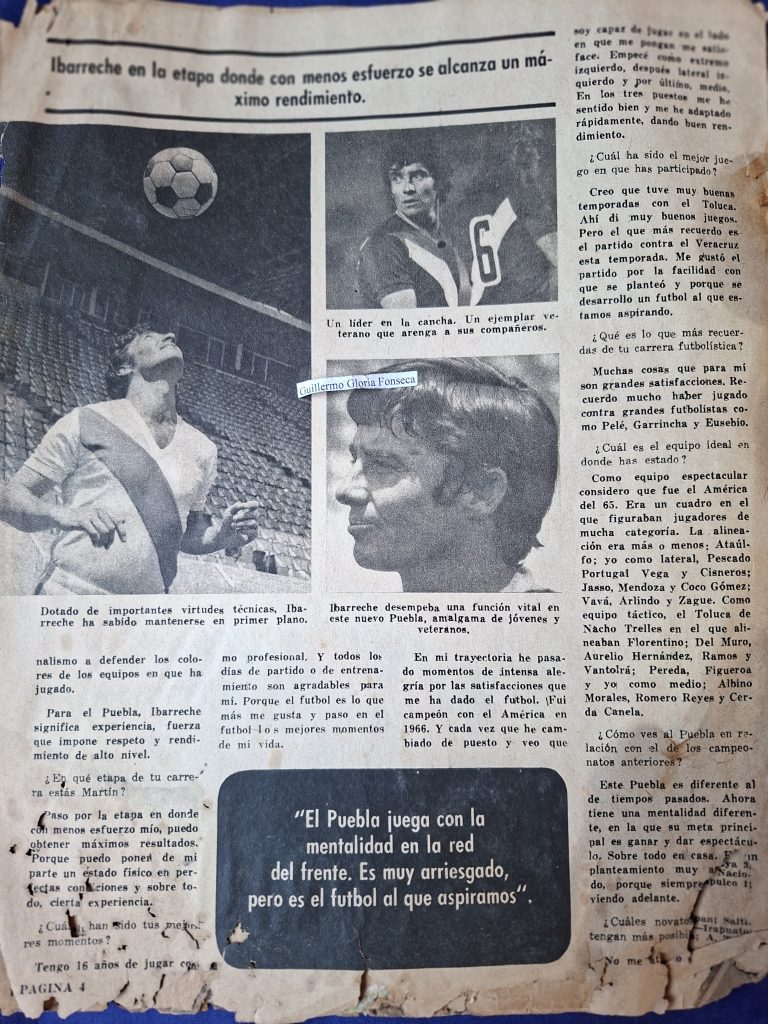 Ibarreche en la etapa donde con menos esfuerzo se alcanza un má-
ximo rendimiento.
6
Un líder en la cancha. Un ejemplar ve-
terano que arenga a sus compañeros.
Guillermo Gloria Fonseca
Dotado de importantes virtudes técnicas, Iba-
rreche ha sabido mantenerse en primer plano.
Ibarreche desempeba una función vital en
este nuevo Puebla, amalgama de jóvenes y
veteranos.
nalismo a defender los colo-
res de los equipos en que ha
jugado.
Para el Puebla, Ibarreche
significa experiencia, fuerza
que impone respeto y rendi-
miento de alto nivel.
¿En qué etapa de tu carre-
ra estás Martín?
Paso por la etapa en donde
con menos esfuerzo mío, puedo
obtener máximos resultados.
Porque puedo poner de mi
parte un estado físico en per-
fectas condiciones y sobre to-
do, cierta experiencia.
han sido tus
res momentos?
Tengo 16 años de jugar
PAGINA 4
mo profesional. Y todos los
días de partido o de entrena-
miento son agradables para
mí. Porque el futbol es lo que
más me gusta y paso en el
futbol los mejores momentos
de mi vida.
En mi trayectoria he pasa-
do momentos de intensa ale-
gría por las satisfacciones que
me ha dado el futbol. Fui
campeón con el América en
1966. Y cada vez que he cam-
biado de puesto y veo que
"El Puebla juega con la
mentalidad en la red
del frente. Es muy arriesgado,
pero es el futbol al que aspiramos".
soy capaz de jugar en el lado
en que me pongan me satis-
face. Empecé como extremo
izquierdo, después lateral iz-
quierdo y por último, medio.
En los tres puestos me he
sentido bien y me he adaptado
rápidamente, dando buen ren-
dimiento.
¿Cuál ha sido el mejor jue-
go en que has participado?
Creo que tuve muy buenas
temporadas con el Toluca.
Ahí di muy buenos juegos.
Pero el que más recuerdo es
el partido contra el Veracruz
esta temporada. Me gustó el
partido por la facilidad con
que se planteó y porque se
desarrollo un futbol al que es-
tamos aspirando.
¿Qué es lo que más recuer-
das de tu carrera futbolística?
Muchas cosas que para mí
son grandes satisfacciones. Re-
cuerdo mucho haber jugado
contra grandes futbolistas co-
mo Pelé, Garrincha y Eusebio.
¿Cuál es el equipo ideal en
donde has estado?
Como equipo espectacular
considero que fue el América
del 65. Era un cuadro en el
que figuraban jugadores de
mucha categoría. La alinea-
ción era más o menos: Ataúl-
fo; yo como lateral, Pescado
Portugal Vega y Cisneros;
Jasso, Mendoza y Coco Gómez;
Vavá, Arlindo y Zague. Como
equipo táctico, el Toluca de
Nacho Trelles en el que ali-
neaban Florentino; Del Muro,
Aurelio Hernández, Ramos y
Vantolrá; Pereda, Figueroa
y yo como medio; Albino
Morales, Romero Reyes y Cer-
da Canela.
¿Cómo ves al Puebla en re-
lación con el de los campeo-
natos anteriores?
Este Puebla es diferente al
de tiempos pasados. Ahora
tiene una mentalidad diferen-
te, en la que su meta princi-
pal es ganar y dar espectácu-
lo. Sobre todo en casa.
planteamiento muy
do, porque siempre
viendo adelante.
¿Cuáles
tengan más
No me